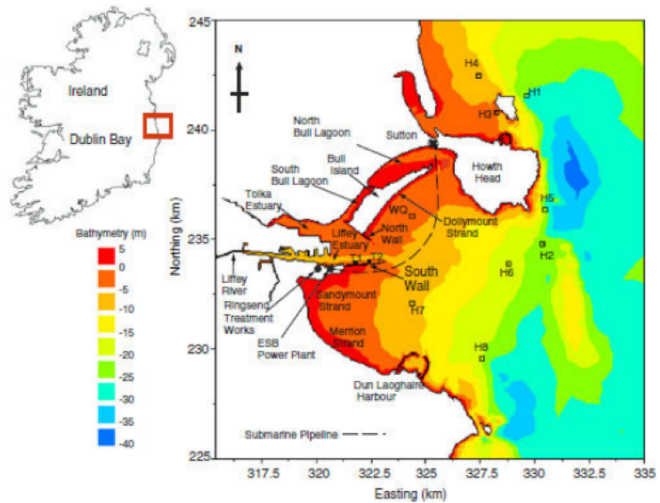 Ireland
Dublin Bay
Bathymetry (m)
5
0
-5
-10
-15
-20
-25
-30
-35
-40
245
240
235
230
225
Northing (km)
N
H4
H1
H3
North
Bull Lagoon
Sutton
Bull
Island
South
Bull Lagoon
Howth
Head
Tolka
Estuary
WQ
Dollymount
Strand
H5
Liffey
Estuary
North
Wall
H2
T1
T2
South
Wall
H6
Liffey
River
Ringsend
Treatment
Works
Sandymount
Strand
H7
ESB
Power Plant
Merrion
Strand
H8
Dun Laoghaire
Harbour
Submarine Pipeline
317.5
320
322.5
325
327.5
330
332.5
335
Easting (km)